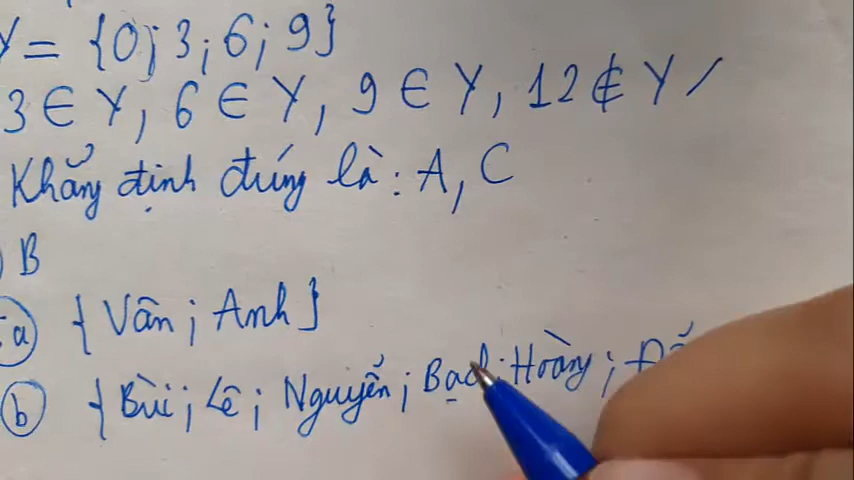 Y = {0; 3; 6; 9}
3 ∈ Y, 6 ∈ Y, 9 ∈ Y, 12 ∉ Y
Khẳng định đúng là: A, C
) B
a) {Vân; Anh}
b) {Bùi; Lê; Nguyễn; Bạch; Hoàng;